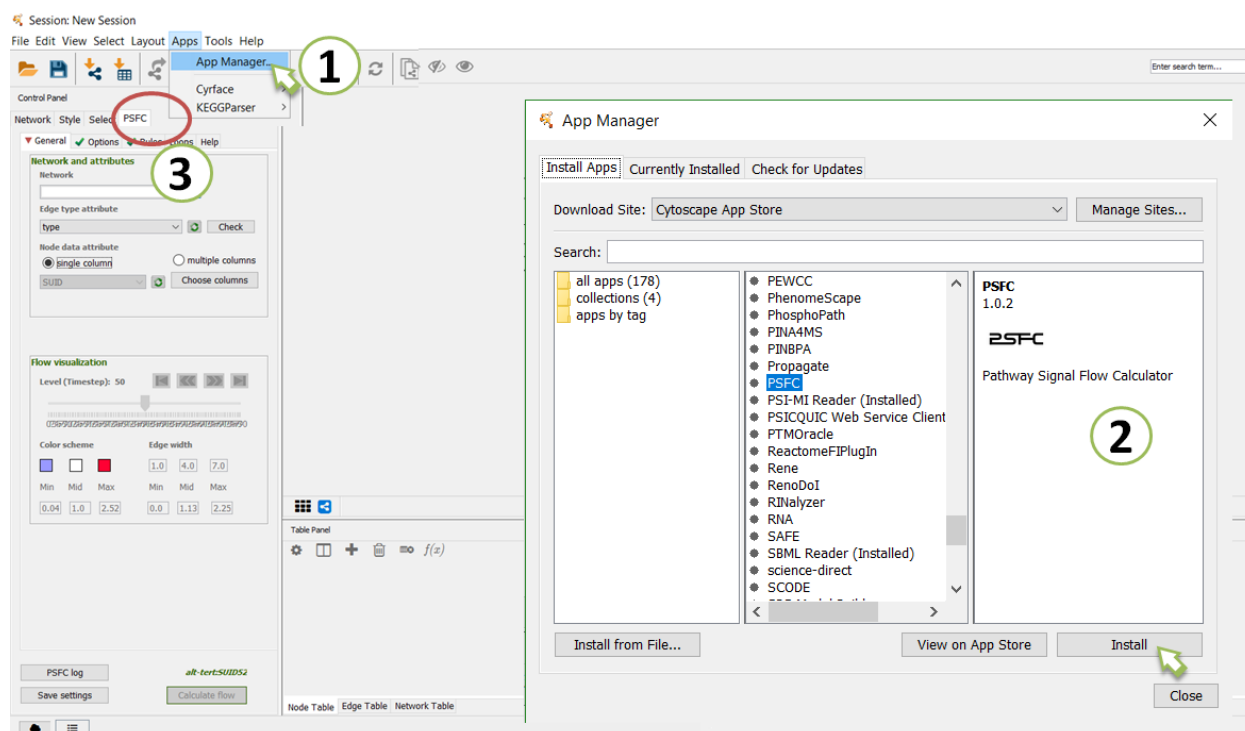 Session: New Session
File Edit View Select Layout Apps Tools Help
App Manager...
1
Enter search term...
Cyrface
KEGGParser
Control Panel
Network Style Selec PSFC
General Options Rules tions Help
3
Network and attributes
Network
Edge type attribute
type Check
Node data attribute
single column multiple columns
SUID Choose columns
Flow visualization
Level (Timestep): 50
Color scheme Edge width
1.0 4.0 7.0
Min Mid Max Min Mid Max
0.04 1.0 2.52 0.0 1.13 2.25
PSFC log alt-tert:SUID52
Save settings Calculate flow
Table Panel
f(x)
Node Table Edge Table Network Table
App Manager
Install Apps Currently Installed Check for Updates
Download Site: Cytoscape App Store Manage Sites...
Search:
all apps (178)
collections (4)
apps by tag
PEWCC
PhenomeScape
PhosphoPath
PINA4MS
PINBPA
Propagate
PSFC
PSI-MI Reader (Installed)
PSICQUIC Web Service Client
PTMOracle
ReactomeFIPlugIn
Rene
RenoDoI
RINalyzer
RNA
SAFE
SBML Reader (Installed)
science-direct
SCODE
PSFC
1.0.2
PSFC
Pathway Signal Flow Calculator
2
Install from File... View on App Store Install
Close